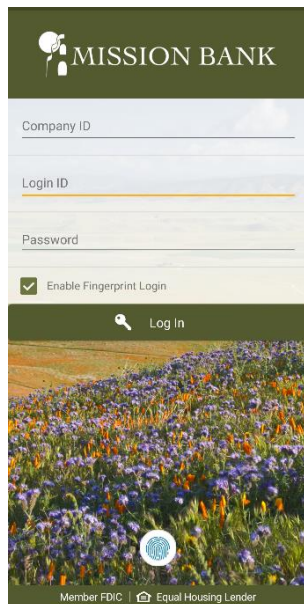 MISSION BANK
Company ID
Login ID
Password
Enable Fingerprint Login
Log In
Member FDIC | Equal Housing Lender